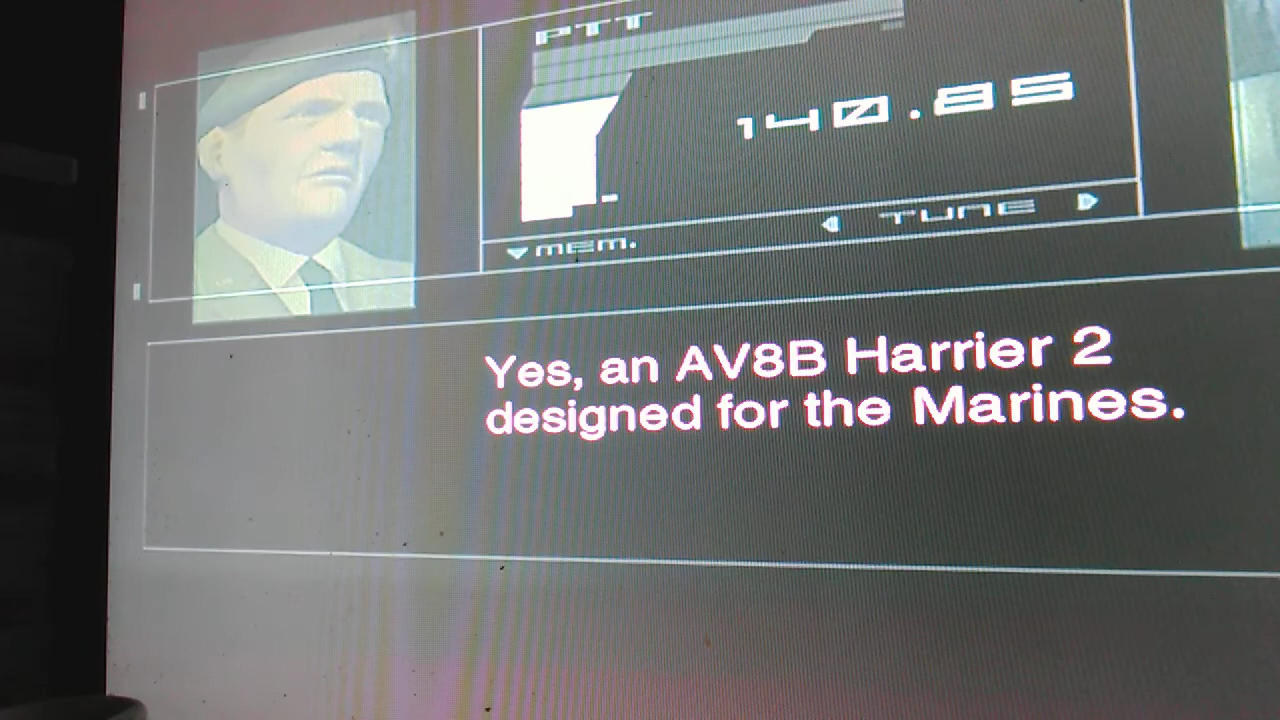 PTT
140.85
TUNE
MEM.
Yes, an AV8B Harrier 2
designed for the Marines.